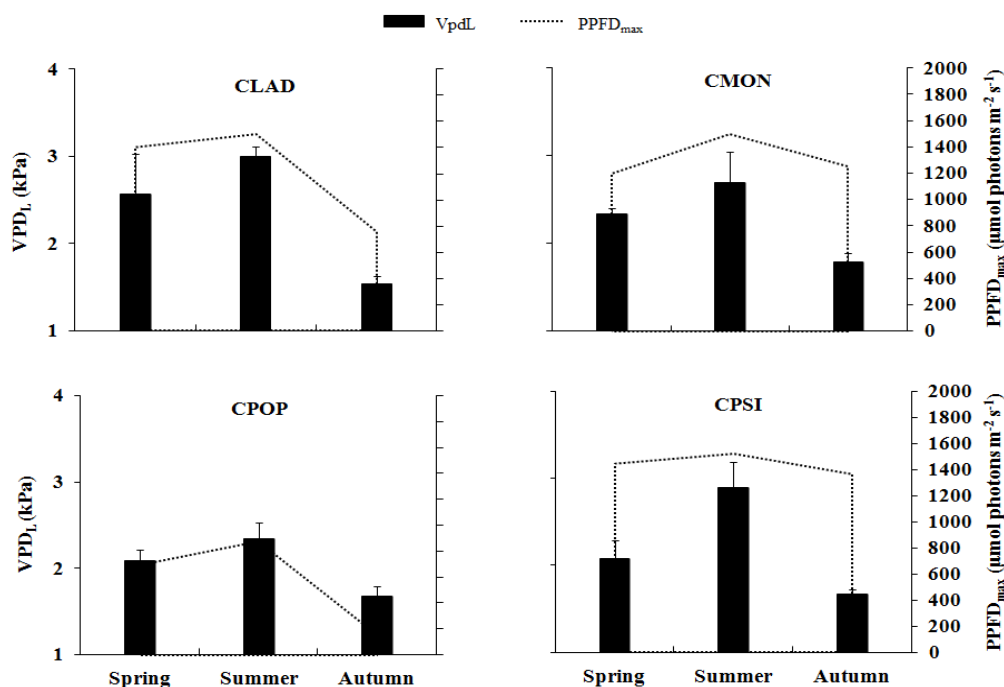 VpdL PPFDmax
CLAD
VPDL (kPa)
4
3
2
1
CMON
2000
1800
1600
1400
1200
1000
800
600
400
200
0
PPFDmax (µmol photons m-2 s-1)
CPOP
VPDL (kPa)
4
3
2
1
Spring Summer Autumn
CPSI
2000
1800
1600
1400
1200
1000
800
600
400
200
0
PPFDmax (µmol photons m-2 s-1)
Spring Summer Autumn